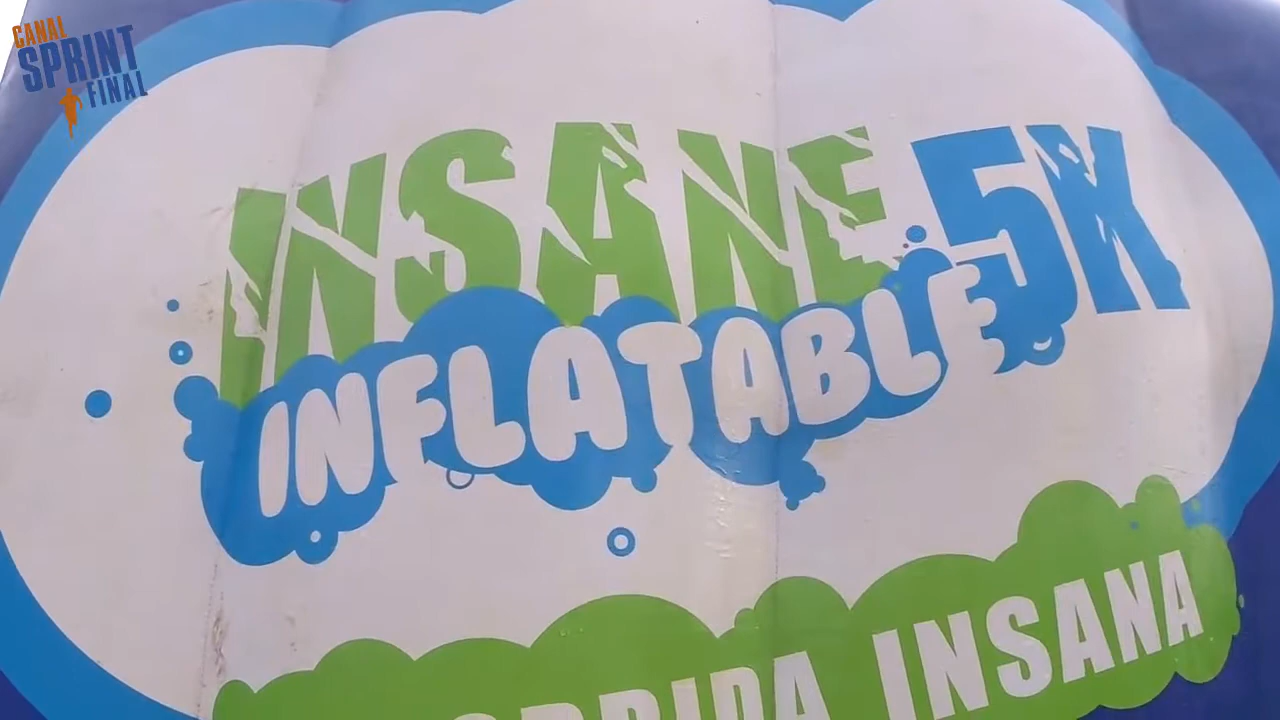 CANAL
SPRINT
FINAL
INSANE 5K
INFLATABLE
INSANA